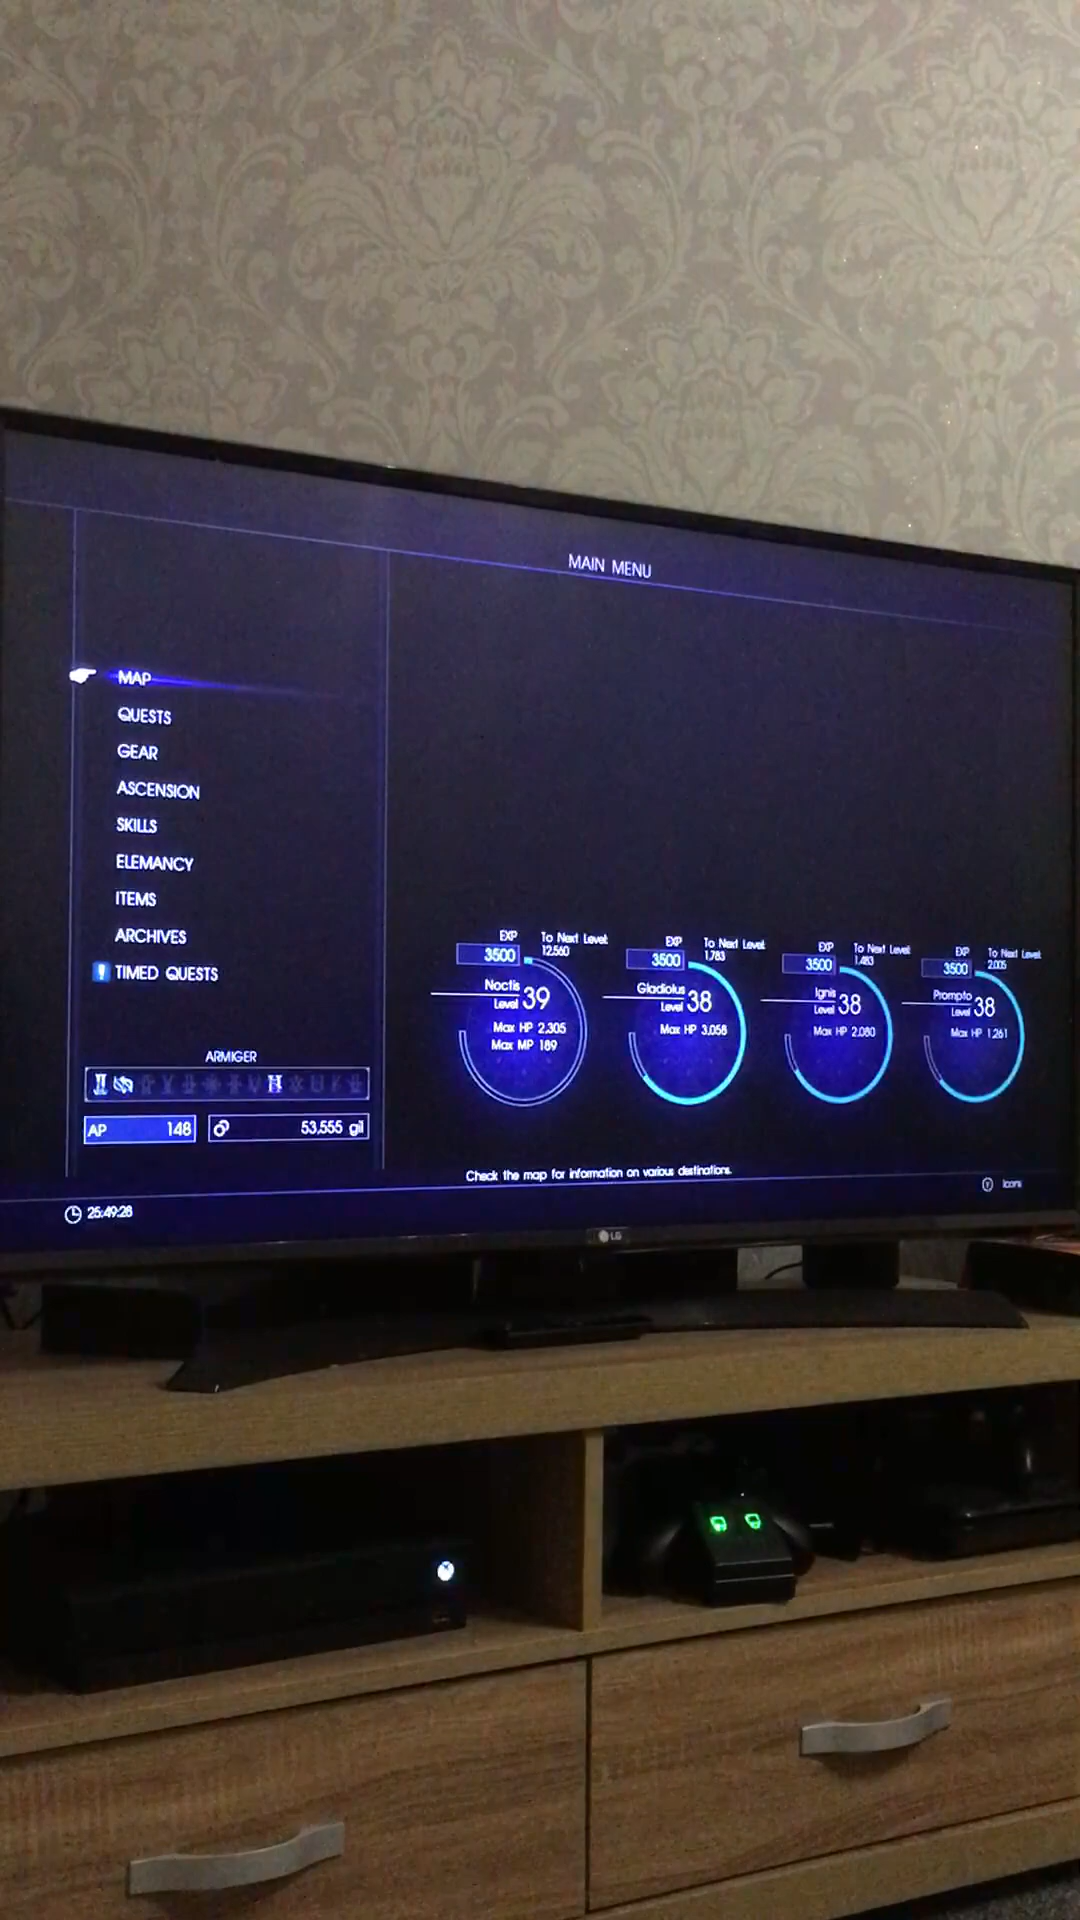 MAIN MENU
MAP
QUESTS
GEAR
ASCENSION
SKILLS
ELEMANCY
ITEMS
ARCHIVES
TIMED QUESTS
ARMIGER
AP 148
53,555 gil
EXP
3500
To Next Level:
12,560
Noctis
Level 39
Max HP 2,305
Max MP 189
EXP
3500
To Next Level:
1,783
Gladiolus
Level 38
Max HP 3,058
EXP
3500
To Next Level:
1,483
Ignis
Level 38
Max HP 2,080
EXP
3500
To Next Level:
2,005
Prompto
Level 38
Max HP 1,261
Check the map for information on various destinations.
Y Icons
25:49:28
LG